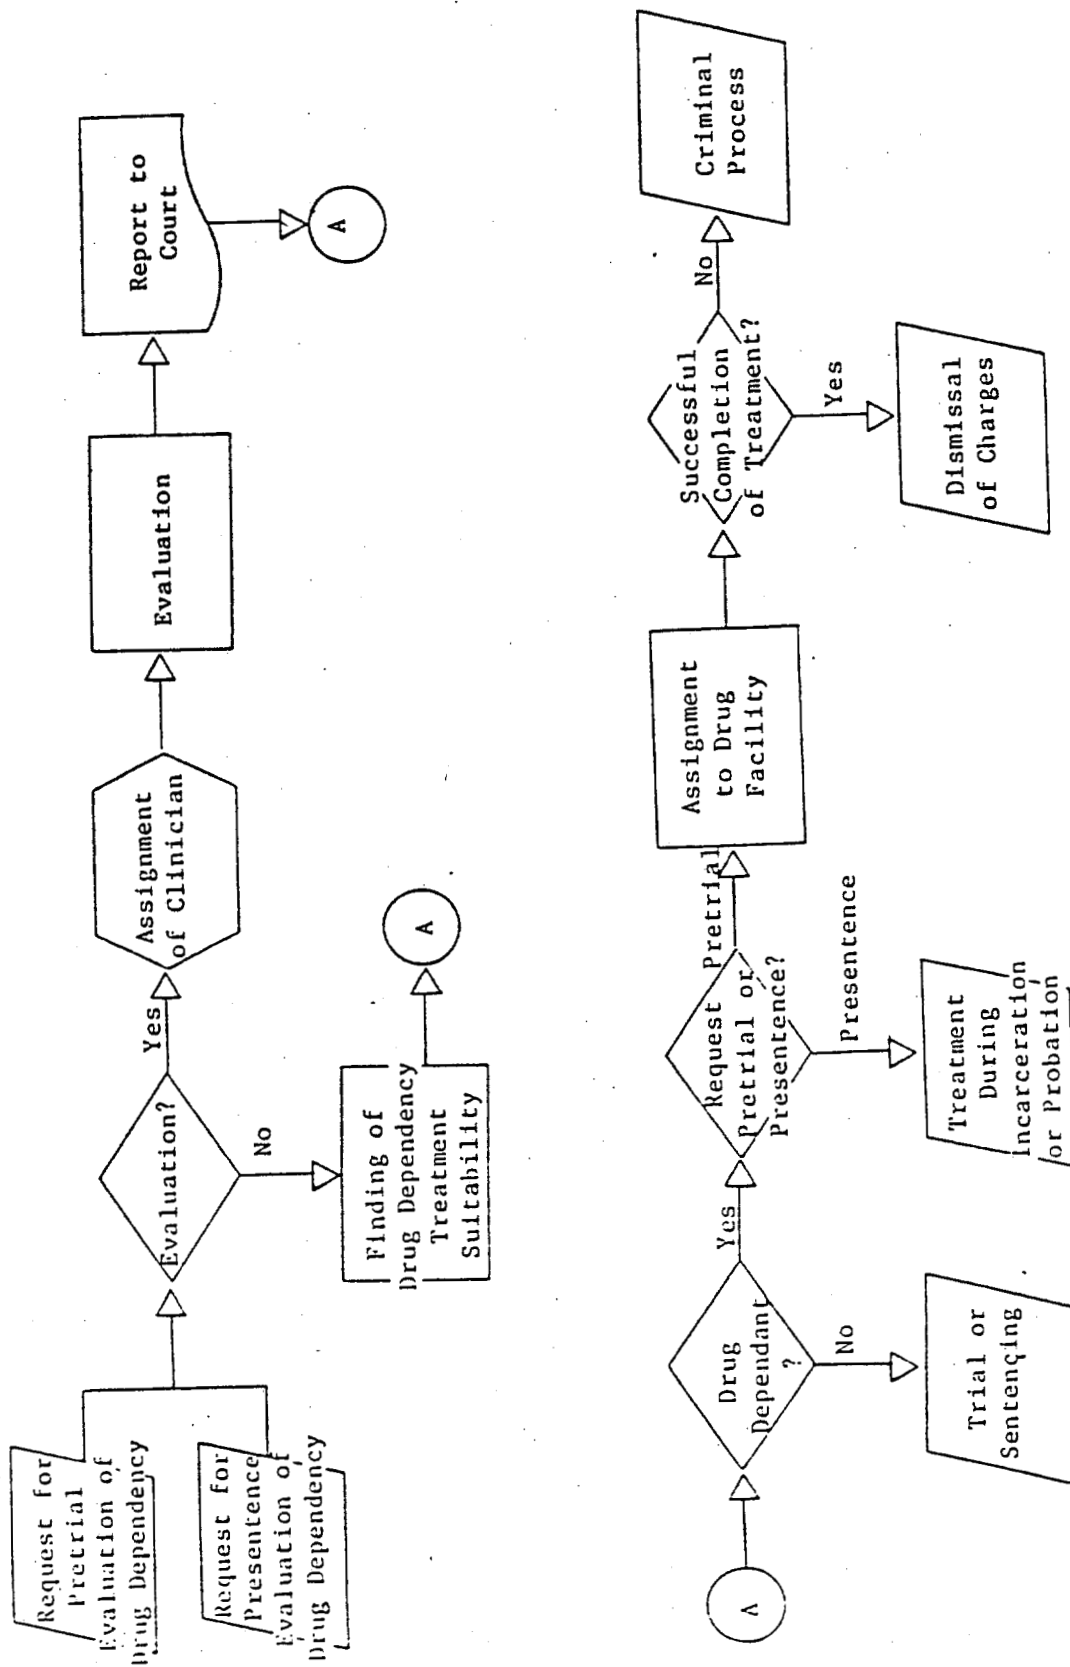 Request for
Pretrial
Evaluation of
Drug Dependency
Request for
Presentence
Evaluation of
Drug Dependency
Evaluation?
Yes
No
Assignment
of Clinician
Evaluation
Report to
Court
A
Finding of
Drug Dependency
Treatment
Suitability
A
A
Drug
Dependant
?
Yes
No
Trial or
Sentencing
Request
Pretrial or
Presentence?
Pretrial
Presentence
Treatment
During
Incarceration
or Probation
Assignment
to Drug
Facility
Successful
Completion
of Treatment?
No
Yes
Criminal
Process
Dismissal
of Charges